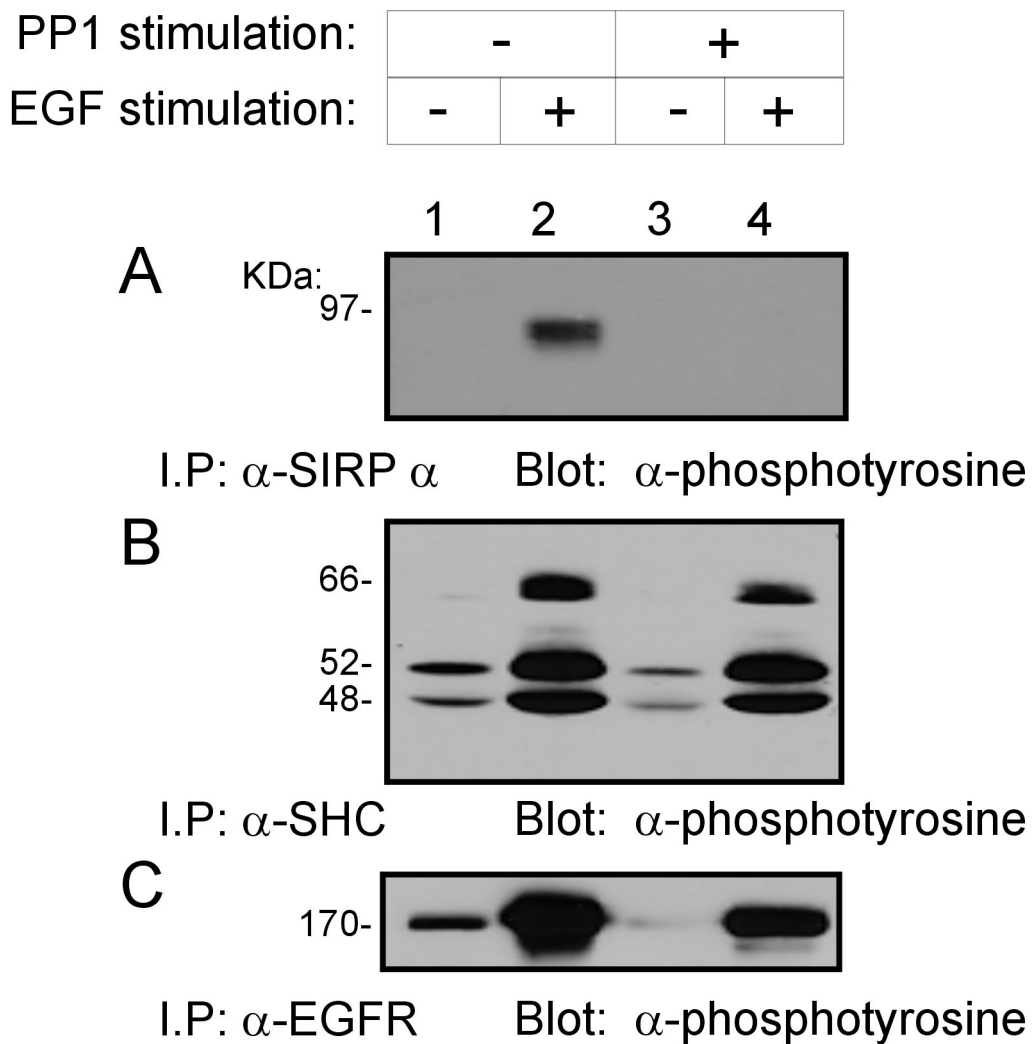 PP1 stimulation: - +
EGF stimulation: - + - +
1 2 3 4
A
KDa:
97-
I.P: α-SIRP α Blot: α-phosphotyrosine
B
66-
52-
48-
I.P: α-SHC Blot: α-phosphotyrosine
C
170-
I.P: α-EGFR Blot: α-phosphotyrosine